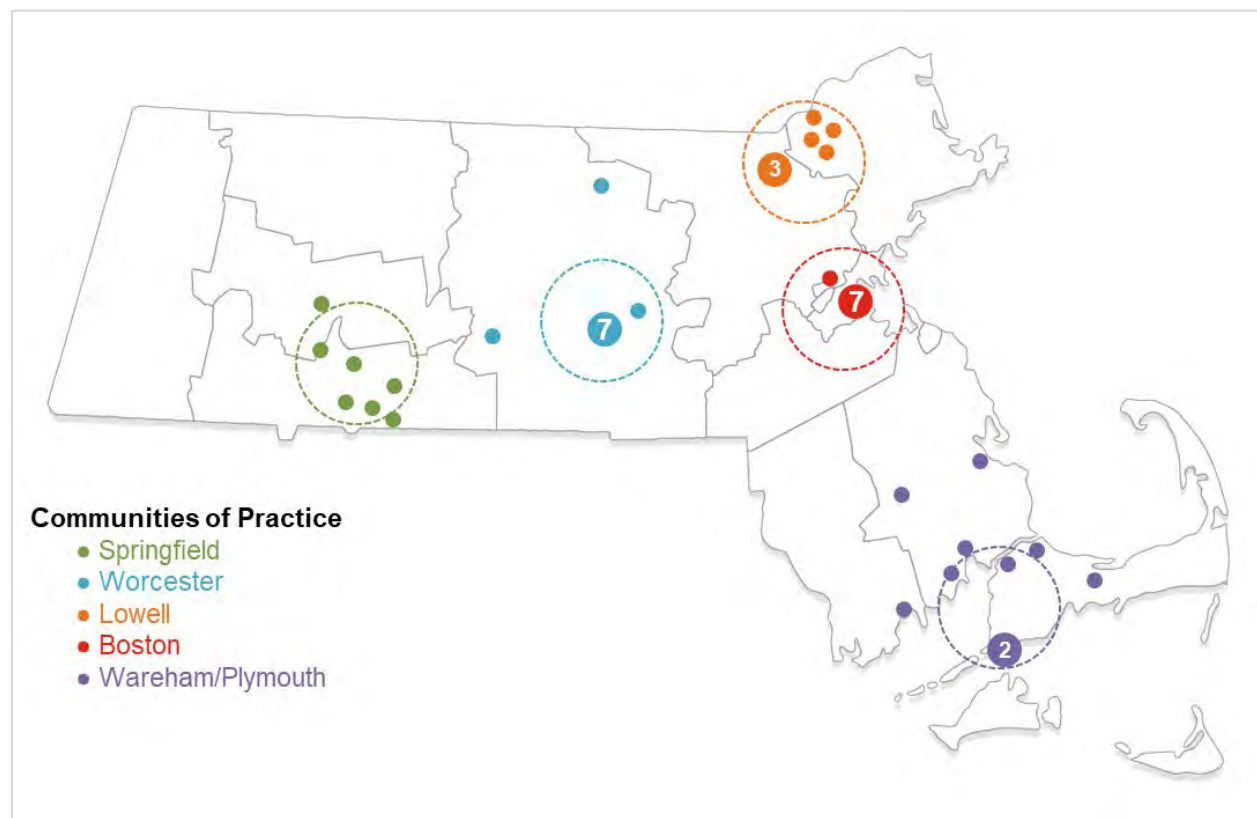 3
7
7
Communities of Practice
Springfield
Worcester
Lowell
Boston
Wareham/Plymouth
2